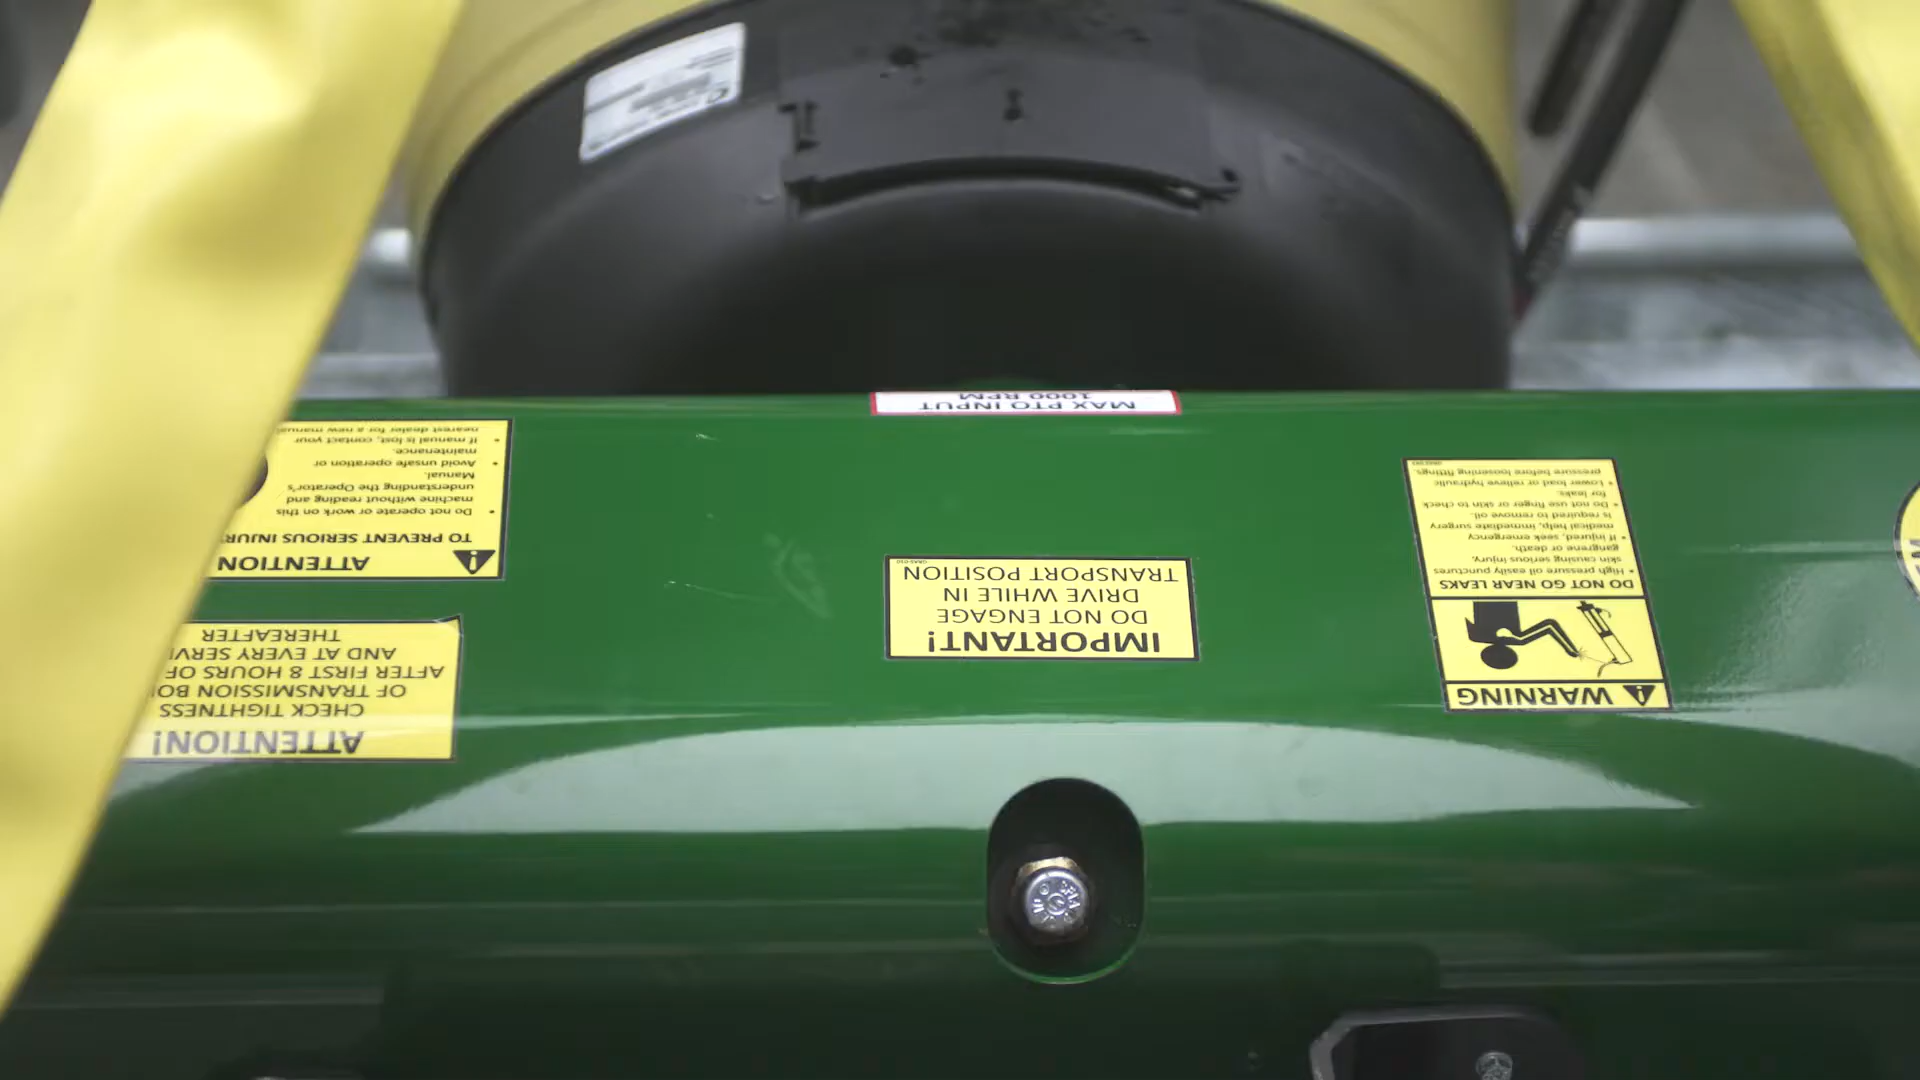 MAX PTO INPUT
1000 RPM
ATTENTION
TO PREVENT SERIOUS INJURY
• Do not operate or work on this
machine without reading and
understanding the Operator's
Manual.
• Avoid unsafe operation or
maintenance.
• If manual is lost, contact your
nearest dealer for a new manual
ATTENTION!
CHECK TIGHTNESS
OF TRANSMISSION
AFTER FIRST 8 HOURS OF
AND AT EVERY
THEREAFTER
IMPORTANT!
DO NOT ENGAGE
DRIVE WHILE IN
TRANSPORT POSITION
WARNING
DO NOT GO NEAR LEAKS
• High pressure oil easily punctures
skin causing serious injury,
gangrene or death.
• If injured, seek emergency
medical help, immediate surgery
is required to remove oil.
• Do not use finger or skin to check
for leaks.
• Lower load or relieve hydraulic
pressure before loosening fittings.